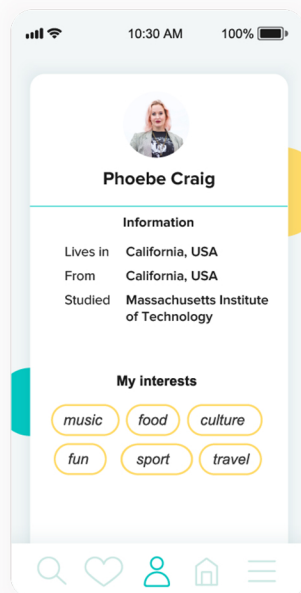 10:30 AM 100%
Phoebe Craig
Information
Lives in California, USA
From California, USA
Studied Massachusetts Institute
of Technology
My interests
music food culture
fun sport travel